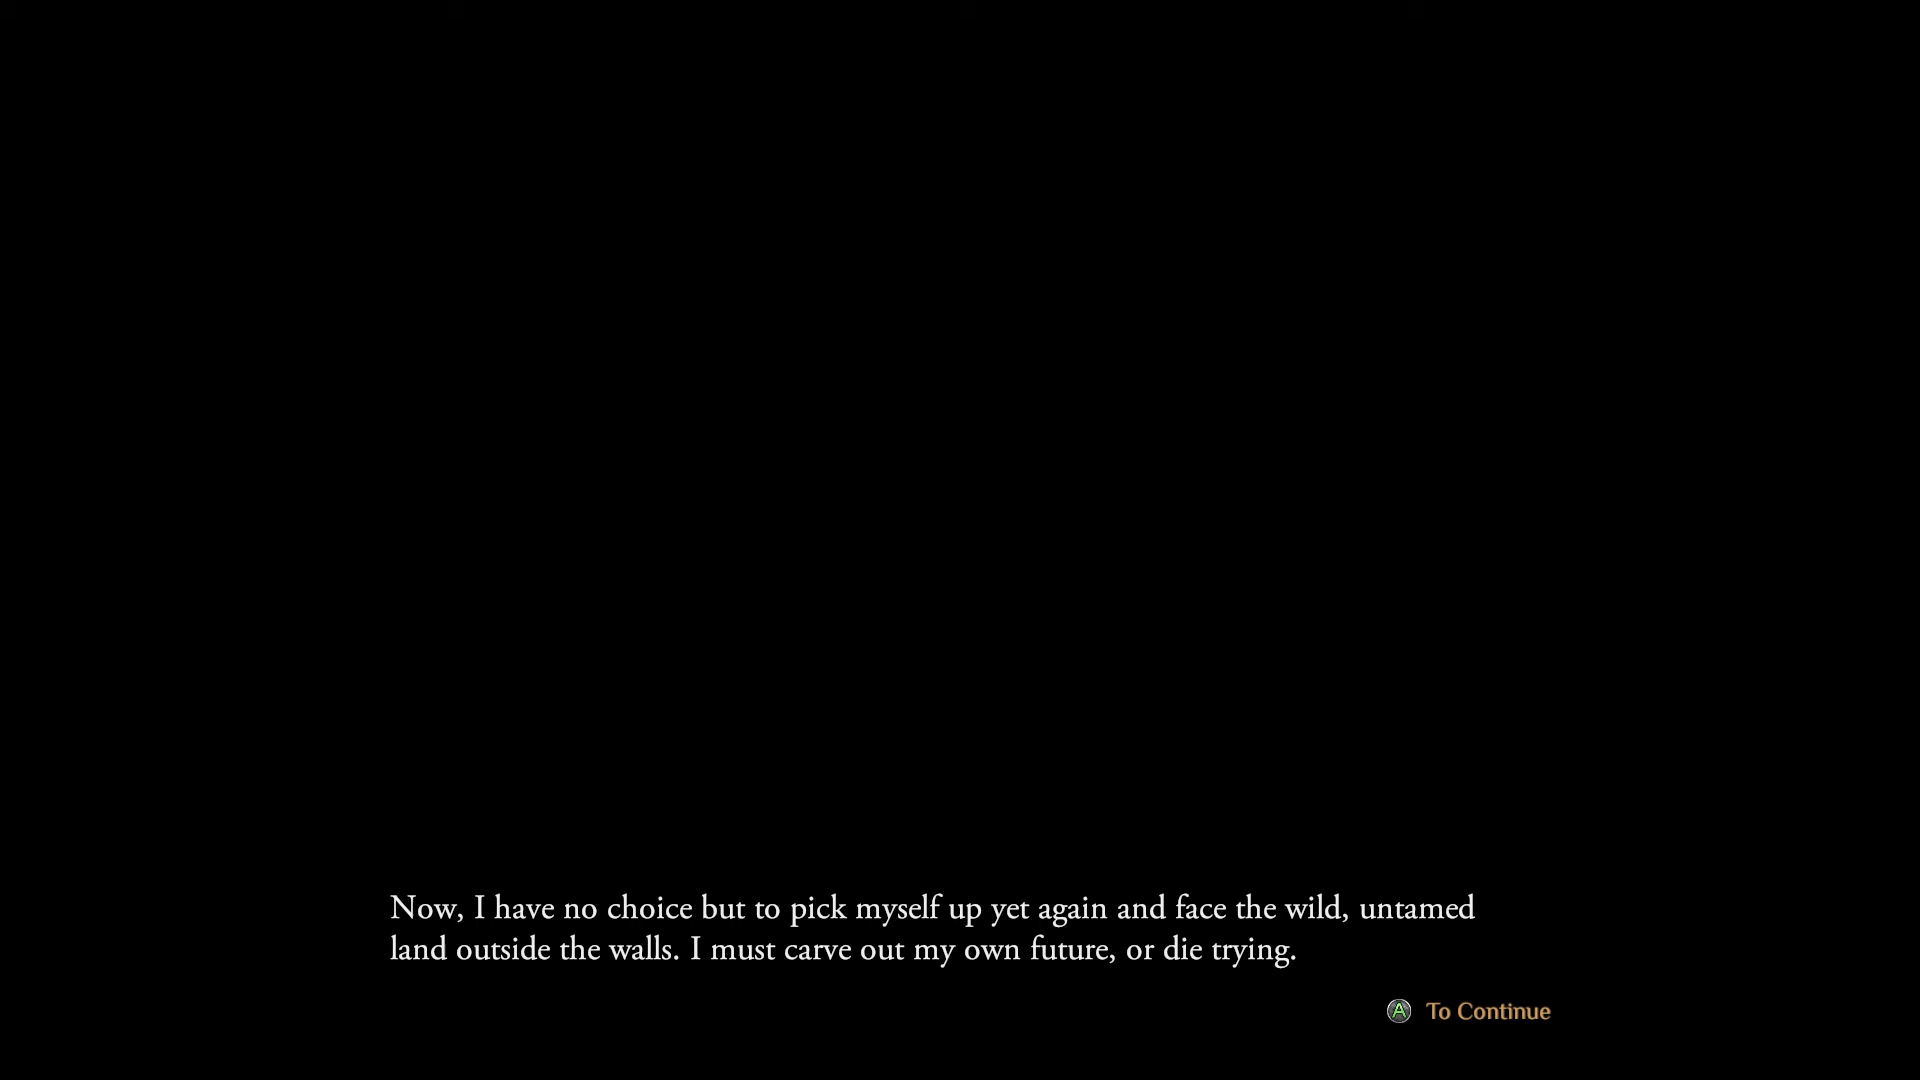 Now, I have no choice but to pick myself up yet again and face the wild, untamed
land outside the walls. I must carve out my own future, or die trying.
A To Continue